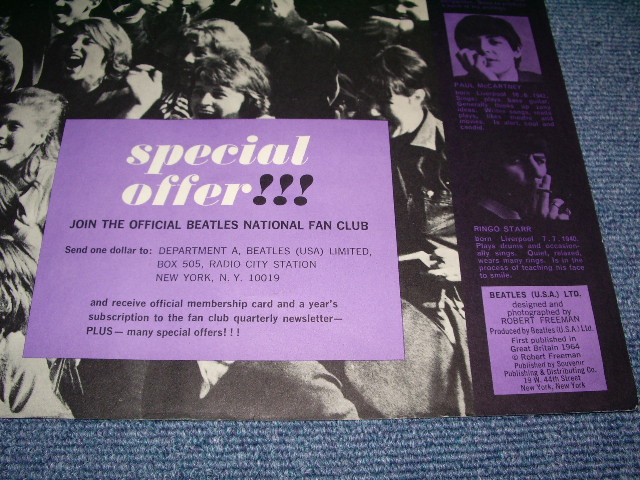 special
offer!!!
JOIN THE OFFICIAL BEATLES NATIONAL FAN CLUB
Send one dollar to: DEPARTMENT A, BEATLES (USA) LIMITED,
BOX 505, RADIO CITY STATION
NEW YORK, N. Y. 10019
and receive official membership card and a year's
subscription to the fan club quarterly newsletter—
PLUS— many special offers!!!
PAUL McCARTNEY
born Liverpool
RINGO STARR
Born Liverpool 7. 7. 1940.
Plays drums and occasion-
ally sings. Quiet, relaxed,
wears many rings. Is in the
process of teaching his face
to smile.
BEATLES (U.S.A.) LTD.
designed and
photographed by
ROBERT FREEMAN
Produced by Beatles (U.S.A.) Ltd.
First published in
Great Britain 1964
© Robert Freeman
Published by Souvenir
Publishing & Distributing Co.
19 W. 44th Street
New York, New York